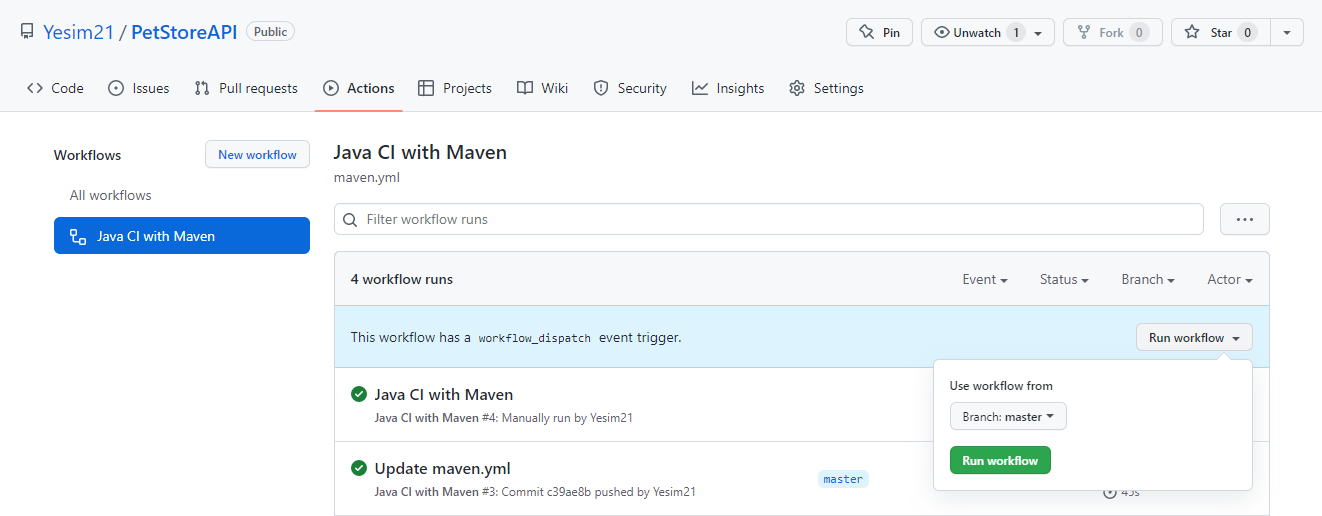 Yesim21 / PetStoreAPI Public
Pin
Unwatch 1
Fork 0
Star 0
Code
Issues
Pull requests
Actions
Projects
Wiki
Security
Insights
Settings
Workflows
New workflow
All workflows
Java CI with Maven
Java CI with Maven
maven.yml
Filter workflow runs
4 workflow runs
Event
Status
Branch
Actor
This workflow has a workflow_dispatch event trigger.
Run workflow
Use workflow from
Branch: master
Run workflow
Java CI with Maven
Java CI with Maven #4: Manually run by Yesim21
Update maven.yml
Java CI with Maven #3: Commit c39ae8b pushed by Yesim21
master